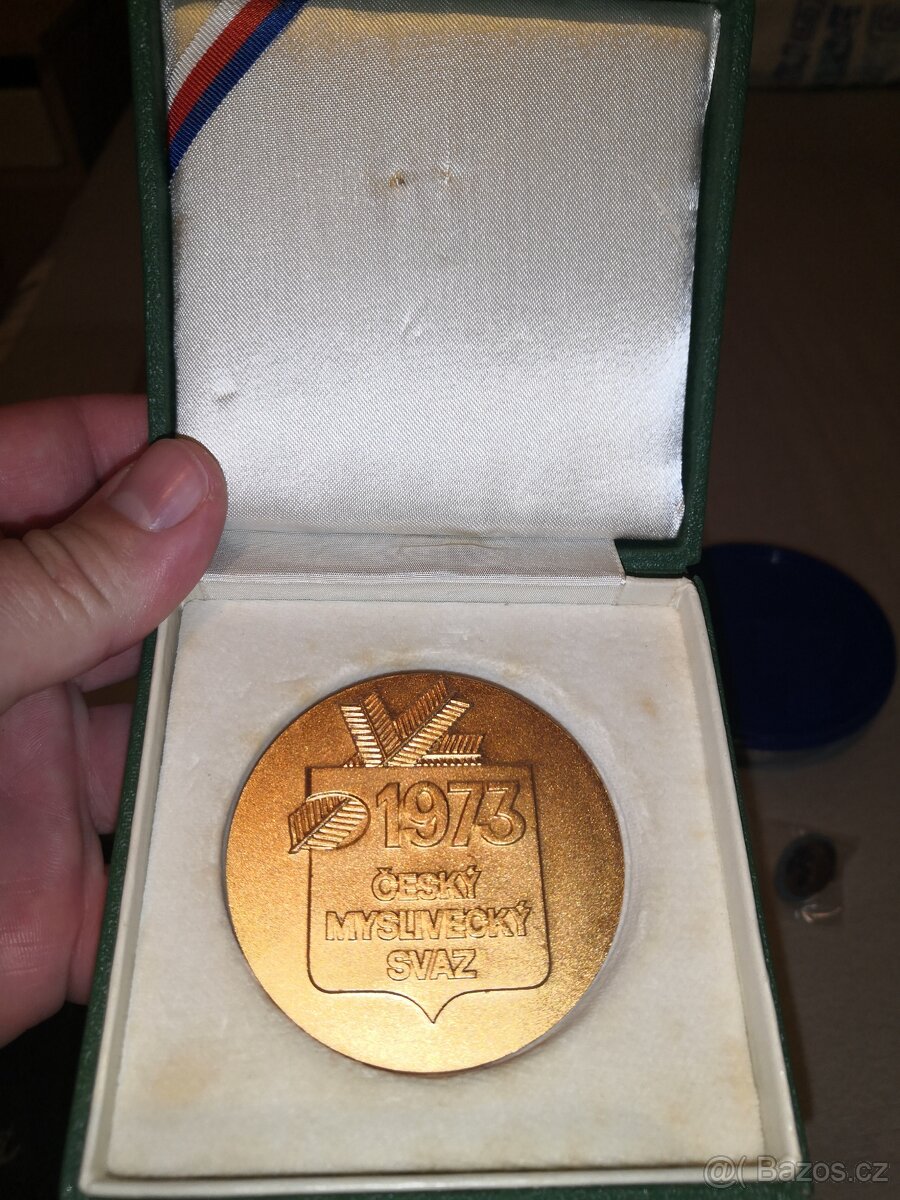 1973
ČESKÝ
MYSLIVECKÝ
SVAZ
@( Bazos.cz